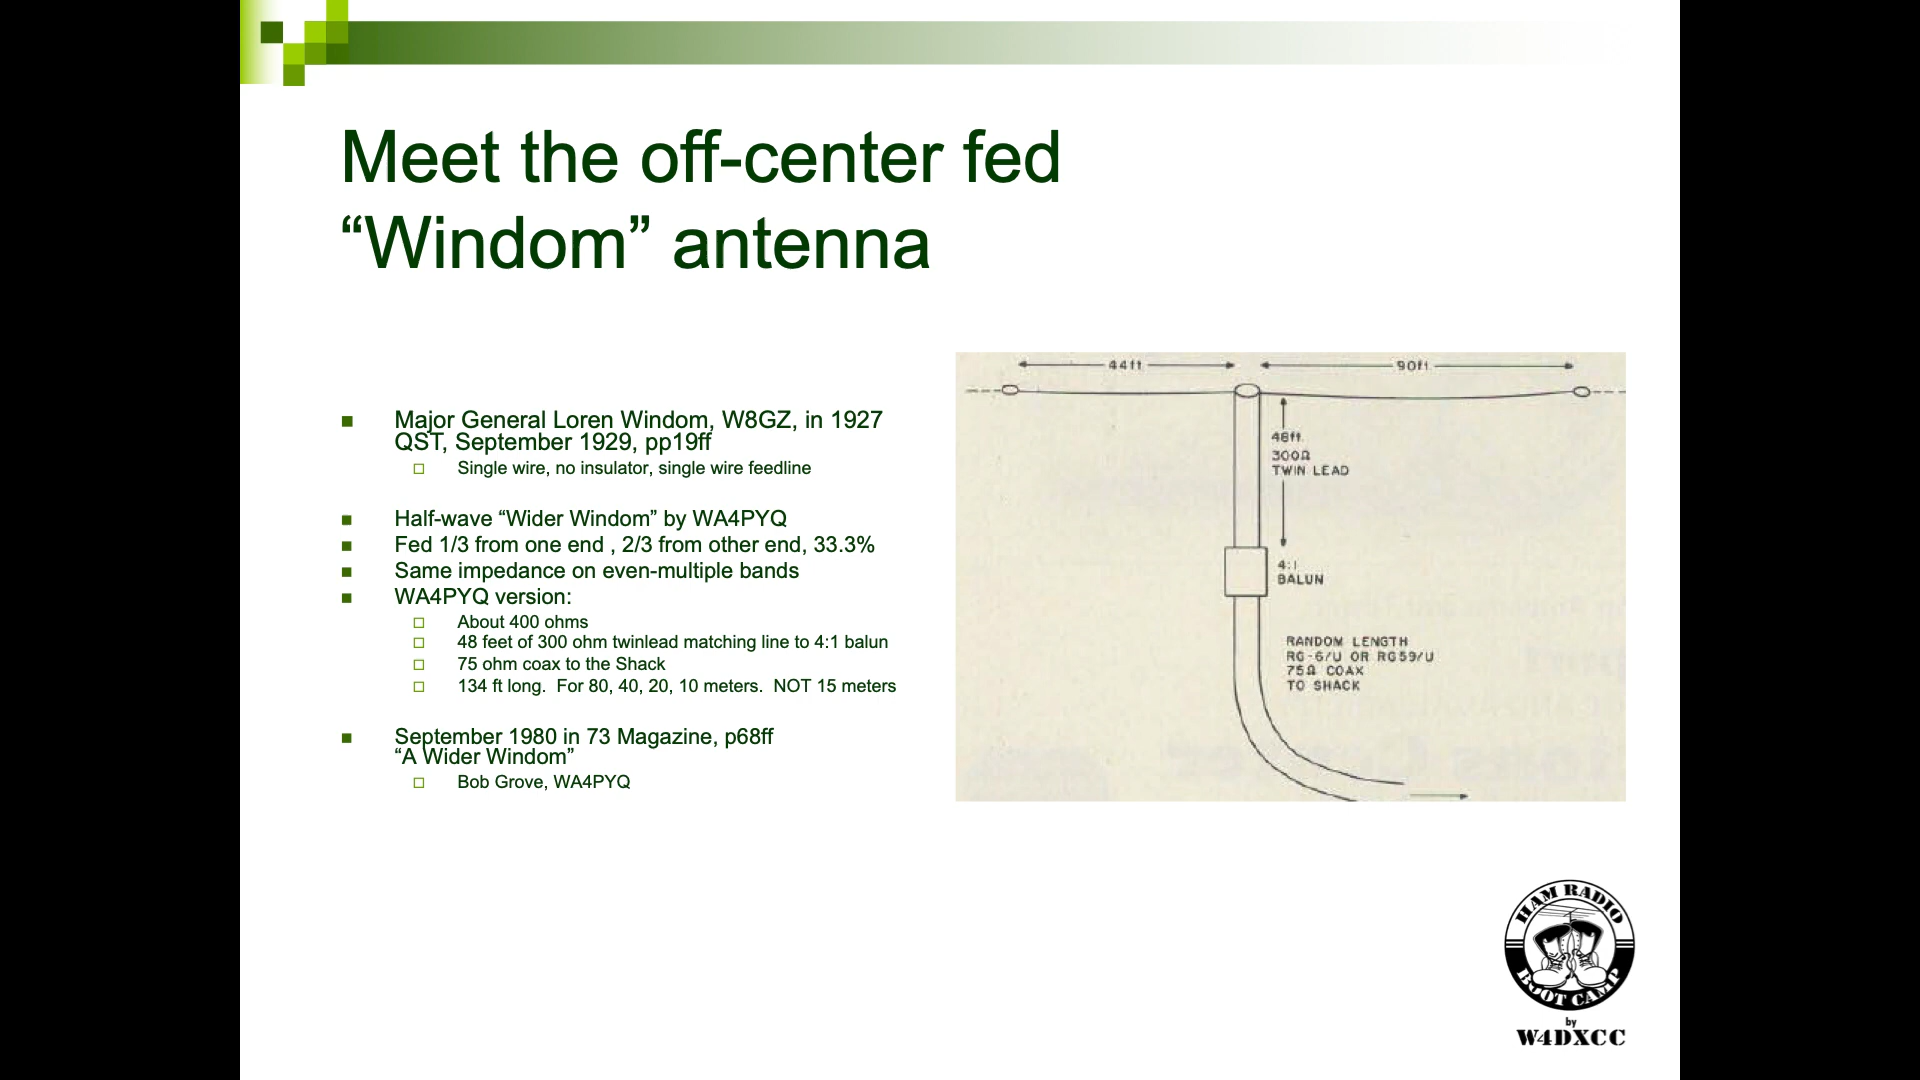 Meet the off-center fed
“Windom” antenna
Major General Loren Windom, W8GZ, in 1927
QST, September 1929, pp19ff
Single wire, no insulator, single wire feedline
Half-wave “Wider Windom” by WA4PYQ
Fed 1/3 from one end , 2/3 from other end, 33.3%
Same impedance on even-multiple bands
WA4PYQ version:
About 400 ohms
48 feet of 300 ohm twinlead matching line to 4:1 balun
75 ohm coax to the Shack
134 ft long.  For 80, 40, 20, 10 meters.  NOT 15 meters
September 1980 in 73 Magazine, p68ff
“A Wider Windom”
Bob Grove, WA4PYQ
44ft
90ft.
48ft.
300Ω
TWIN LEAD
4:1
BALUN
RANDOM LENGTH
RG-6/U OR RG59/U
75Ω COAX
TO SHACK
HAM RADIO
BOOT CAMP
by
W4DXCC